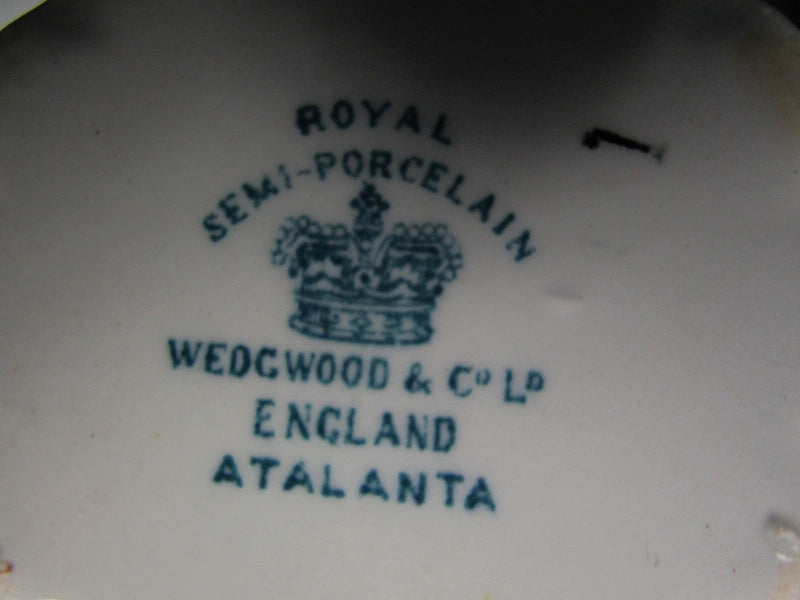 ROYAL
SEMI-PORCELAIN
WEDGWOOD & Cº Lᴰ
ENGLAND
ATALANTA